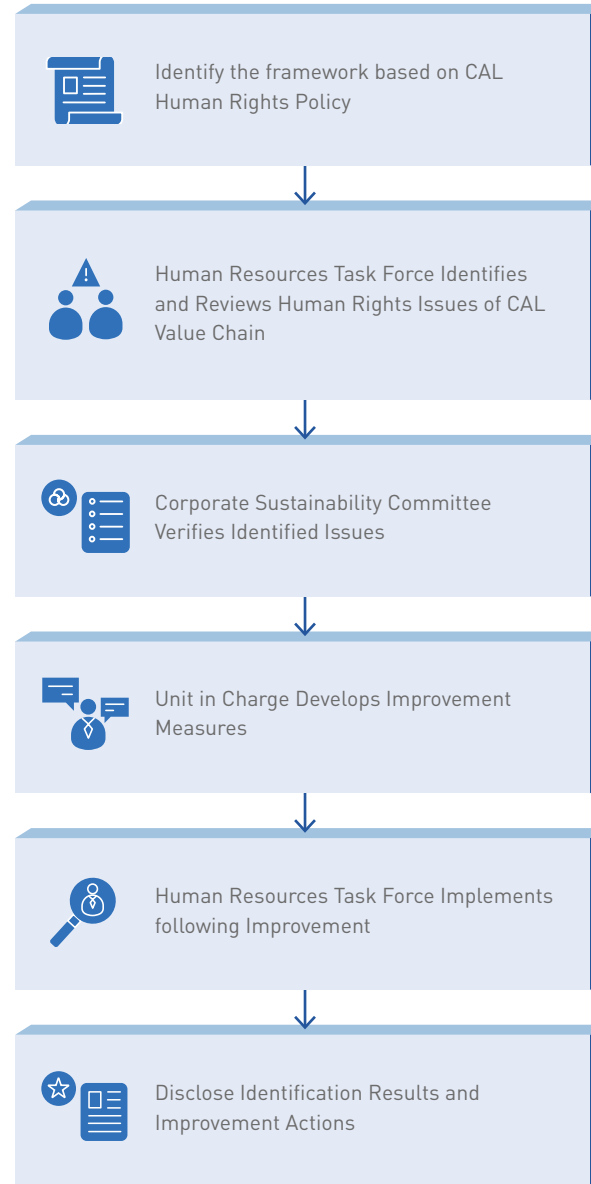 Identify the framework based on CAL
Human Rights Policy
Human Resources Task Force Identifies
and Reviews Human Rights Issues of CAL
Value Chain
Corporate Sustainability Committee
Verifies Identified Issues
Unit in Charge Develops Improvement
Measures
Human Resources Task Force Implements
following Improvement
Disclose Identification Results and
Improvement Actions